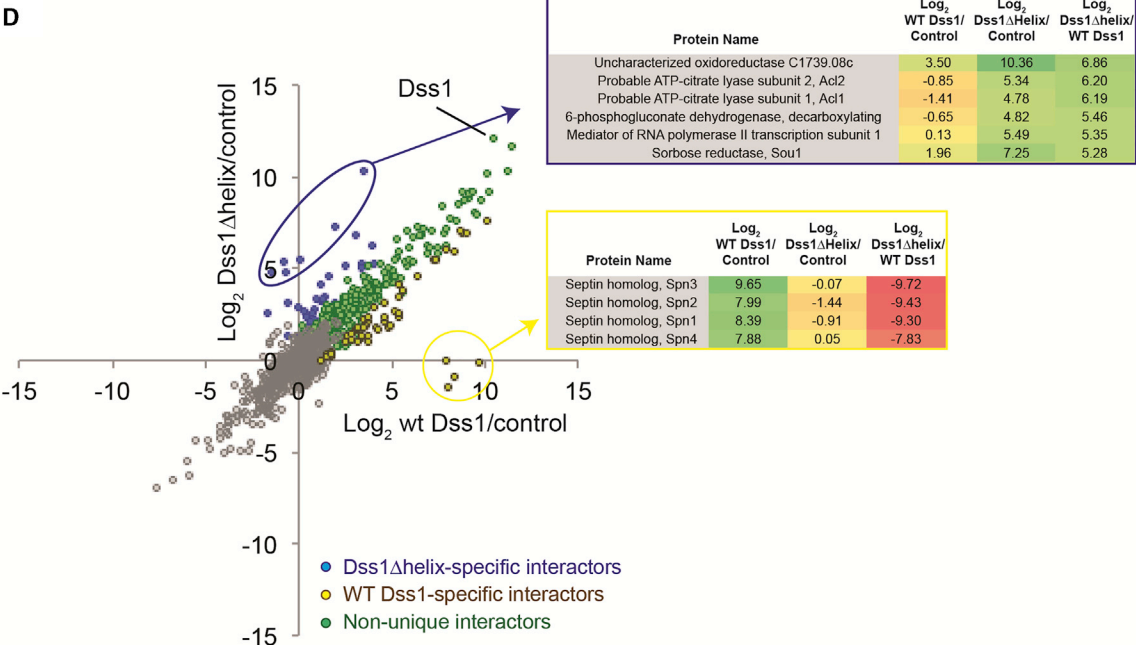 D
Protein Name Log2 WT Dss1/ Control Log2 Dss1ΔHelix/ Control Log2 Dss1Δhelix/ WT Dss1
Uncharacterized oxidoreductase C1739.08c 3.50 10.36 6.86
Probable ATP-citrate lyase subunit 2, Acl2 -0.85 5.34 6.20
Probable ATP-citrate lyase subunit 1, Acl1 -1.41 4.78 6.19
6-phosphogluconate dehydrogenase, decarboxylating -0.65 4.82 5.46
Mediator of RNA polymerase II transcription subunit 1 0.13 5.49 5.35
Sorbose reductase, Sou1 1.96 7.25 5.28
Protein Name Log2 WT Dss1/ Control Log2 Dss1ΔHelix/ Control Log2 Dss1Δhelix/ WT Dss1
Septin homolog, Spn3 9.65 -0.07 -9.72
Septin homolog, Spn2 7.99 -1.44 -9.43
Septin homolog, Spn1 8.39 -0.91 -9.30
Septin homolog, Spn4 7.88 0.05 -7.83
Dss1
Log2 Dss1Δhelix/control
15
10
5
0
-5
-10
-15
-15 -10 -5 0 5 10 15
Log2 wt Dss1/control
Dss1Δhelix-specific interactors
WT Dss1-specific interactors
Non-unique interactors